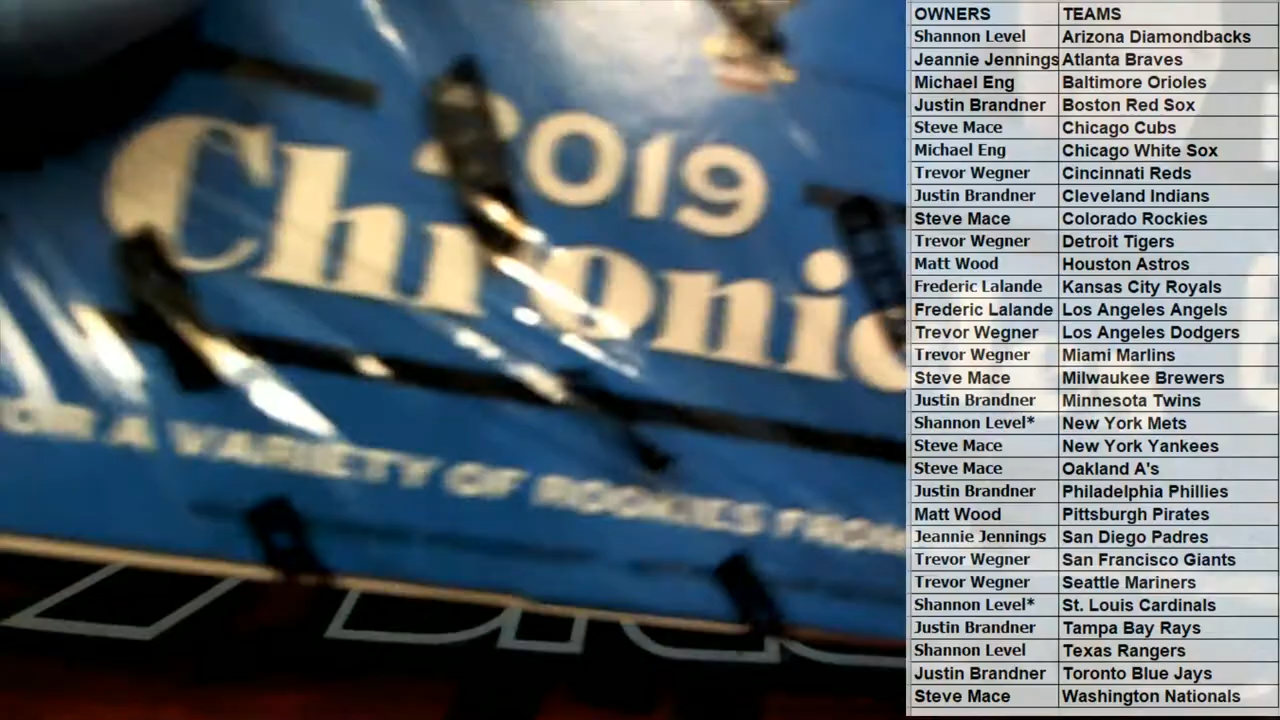 2019
Chronic
OR A VARIETY OF ROOKIES FROM
OWNERS TEAMS
Shannon Level Arizona Diamondbacks
Jeannie Jennings Atlanta Braves
Michael Eng Baltimore Orioles
Justin Brandner Boston Red Sox
Steve Mace Chicago Cubs
Michael Eng Chicago White Sox
Trevor Wegner Cincinnati Reds
Justin Brandner Cleveland Indians
Steve Mace Colorado Rockies
Trevor Wegner Detroit Tigers
Matt Wood Houston Astros
Frederic Lalande Kansas City Royals
Frederic Lalande Los Angeles Angels
Trevor Wegner Los Angeles Dodgers
Trevor Wegner Miami Marlins
Steve Mace Milwaukee Brewers
Justin Brandner Minnesota Twins
Shannon Level* New York Mets
Steve Mace New York Yankees
Steve Mace Oakland A's
Justin Brandner Philadelphia Phillies
Matt Wood Pittsburgh Pirates
Jeannie Jennings San Diego Padres
Trevor Wegner San Francisco Giants
Trevor Wegner Seattle Mariners
Shannon Level* St. Louis Cardinals
Justin Brandner Tampa Bay Rays
Shannon Level Texas Rangers
Justin Brandner Toronto Blue Jays
Steve Mace Washington Nationals